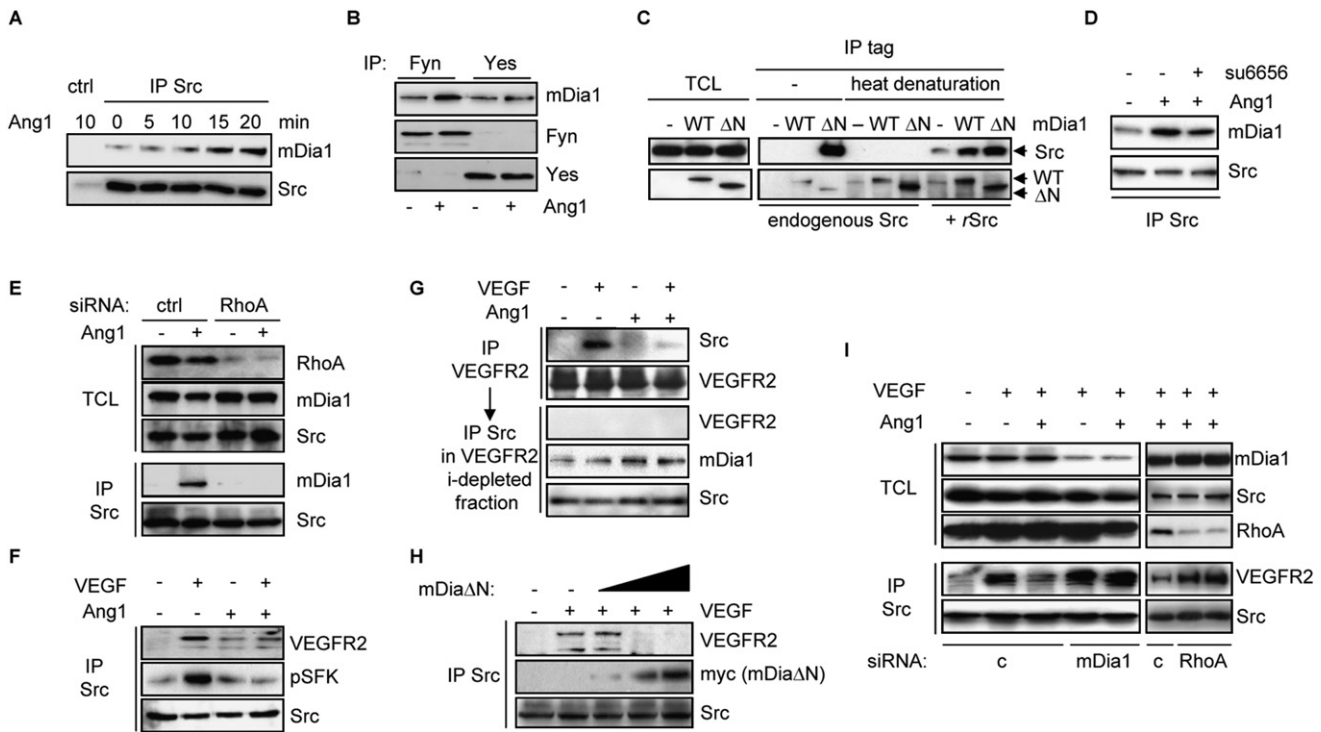 A
ctrl IP Src
Ang1 10 0 5 10 15 20 min
mDia1
Src
B
IP: Fyn Yes
mDia1
Fyn
Yes
- + - + Ang1
C
IP tag
TCL - heat denaturation
- WT ΔN - WT ΔN – WT ΔN - WT ΔN mDia1
Src
WT
ΔN
endogenous Src + rSrc
D
- - + su6656
- + + Ang1
mDia1
Src
IP Src
E
siRNA: ctrl RhoA
Ang1 - + - +
TCL
RhoA
mDia1
Src
IP
Src
mDia1
Src
F
VEGF - + - +
Ang1 - - + +
IP
Src
VEGFR2
pSFK
Src
G
VEGF - + - +
Ang1 - - + +
IP
VEGFR2
Src
VEGFR2
IP Src
in VEGFR2
i-depleted
fraction
VEGFR2
mDia1
Src
H
mDiaΔN: - -
- + + + + VEGF
IP Src
VEGFR2
myc (mDiaΔN)
Src
I
VEGF - + + + + + + +
Ang1 - - + - + + + +
TCL
mDia1
Src
RhoA
IP
Src
VEGFR2
Src
siRNA: c mDia1 c RhoA